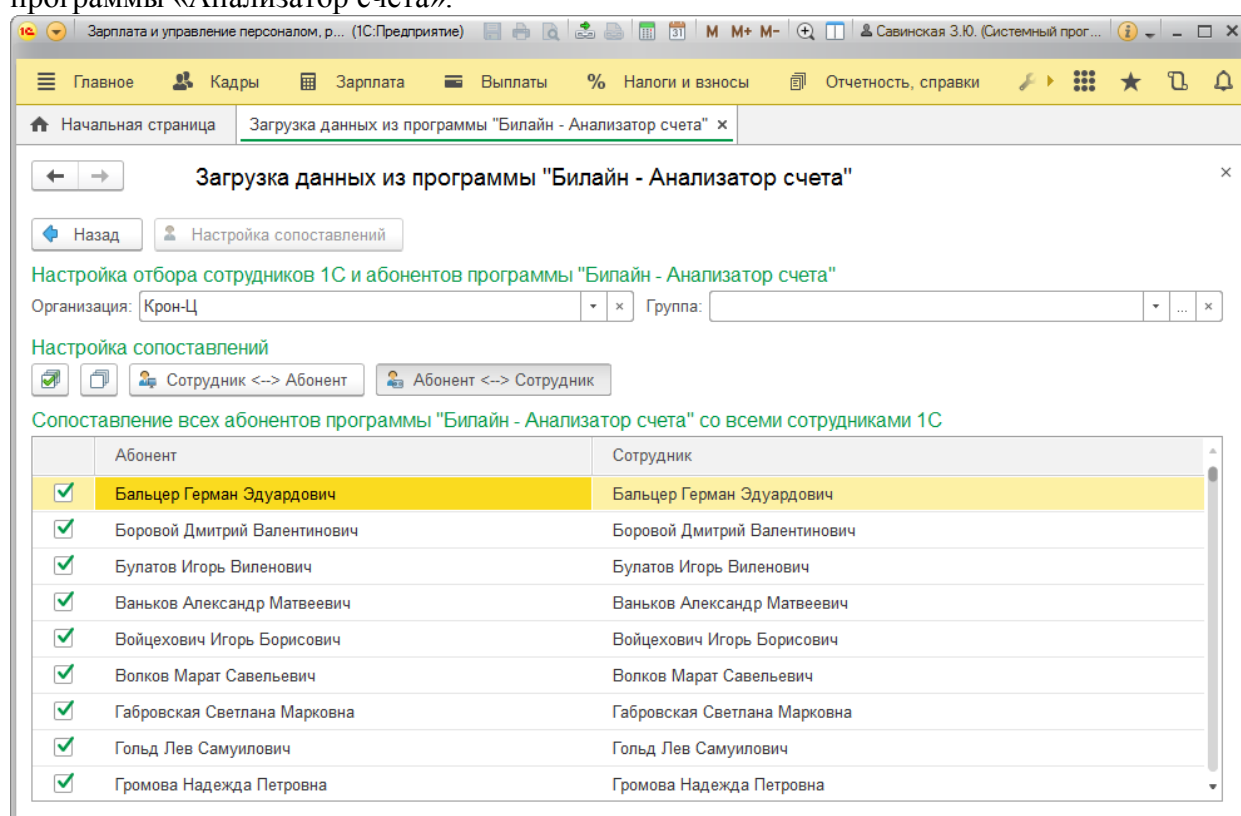 программы «Анализатор счета».
1С Зарплата и управление персоналом, р... (1С:Предприятие) 31 M M+ M- Савинская З.Ю. (Системный прог...
Главное Кадры Зарплата Выплаты % Налоги и взносы Отчетность, справки
Начальная страница Загрузка данных из программы "Билайн - Анализатор счета" ×
Загрузка данных из программы "Билайн - Анализатор счета" ×
Назад Настройка сопоставлений
Настройка отбора сотрудников 1С и абонентов программы "Билайн - Анализатор счета"
Организация: Крон-Ц × Группа: ... ×
Настройка сопоставлений
Сотрудник <--> Абонент Абонент <--> Сотрудник
Сопоставление всех абонентов программы "Билайн - Анализатор счета" со всеми сотрудниками 1С
Абонент Сотрудник
Бальцер Герман Эдуардович Бальцер Герман Эдуардович
Боровой Дмитрий Валентинович Боровой Дмитрий Валентинович
Булатов Игорь Виленович Булатов Игорь Виленович
Ваньков Александр Матвеевич Ваньков Александр Матвеевич
Войцехович Игорь Борисович Войцехович Игорь Борисович
Волков Марат Савельевич Волков Марат Савельевич
Габровская Светлана Марковна Габровская Светлана Марковна
Гольд Лев Самуилович Гольд Лев Самуилович
Громова Надежда Петровна Громова Надежда Петровна